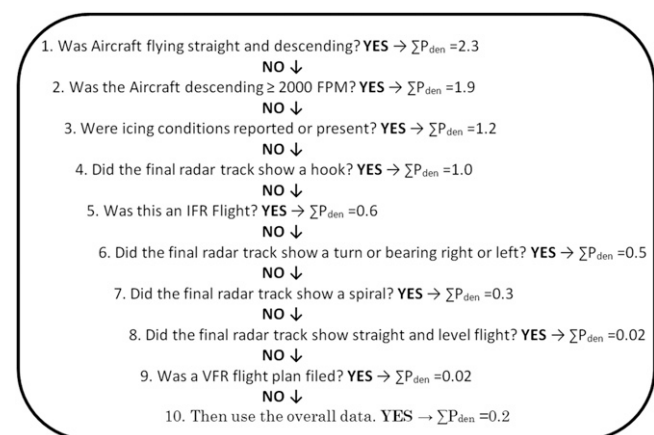 1. Was Aircraft flying straight and descending? YES → ∑Pden =2.3
NO ↓
2. Was the Aircraft descending ≥ 2000 FPM? YES → ∑Pden =1.9
NO ↓
3. Were icing conditions reported or present? YES → ∑Pden =1.2
NO ↓
4. Did the final radar track show a hook? YES → ∑Pden =1.0
NO ↓
5. Was this an IFR Flight? YES → ∑Pden =0.6
NO ↓
6. Did the final radar track show a turn or bearing right or left? YES → ∑Pden =0.5
NO ↓
7. Did the final radar track show a spiral? YES → ∑Pden =0.3
NO ↓
8. Did the final radar track show straight and level flight? YES → ∑Pden =0.02
NO ↓
9. Was a VFR flight plan filed? YES → ∑Pden =0.02
NO ↓
10. Then use the overall data. YES → ∑Pden =0.2